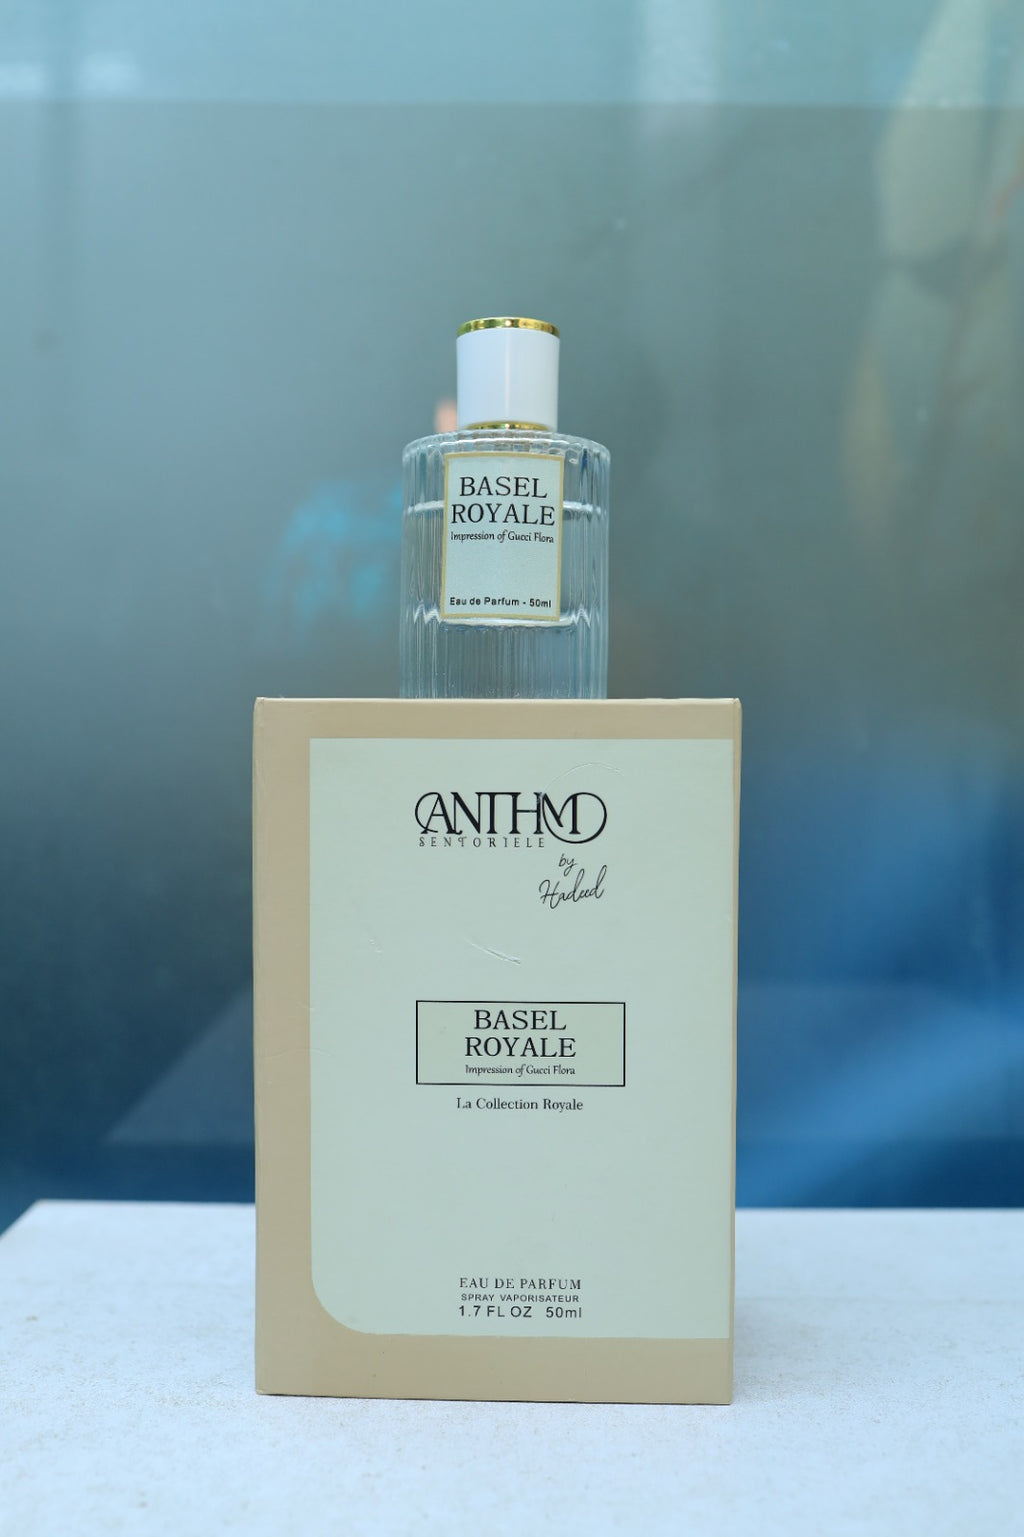 BASEL
ROYALE
Impression of Gucci Flora
Eau de Parfum - 50ml
ANTHMD
SENTORIELE
by
Hadeed
BASEL
ROYALE
Impression of Gucci Flora
La Collection Royale
EAU DE PARFUM
SPRAY VAPORISATEUR
1.7 FL OZ 50ml